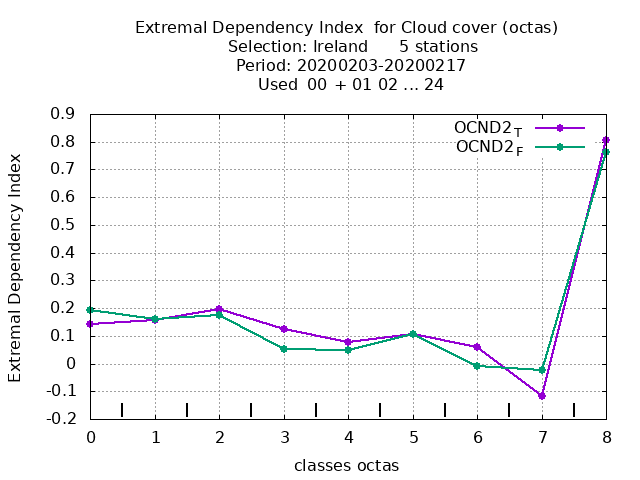 Extremal Dependency Index  for Cloud cover (octas)
Selection: Ireland      5 stations
Period: 20200203-20200217
Used  00  + 01 02 ... 24
OCND2T
OCND2F
Extremal Dependency Index
0.9
0.8
0.7
0.6
0.5
0.4
0.3
0.2
0.1
0
-0.1
-0.2
0 1 2 3 4 5 6 7 8
classes octas